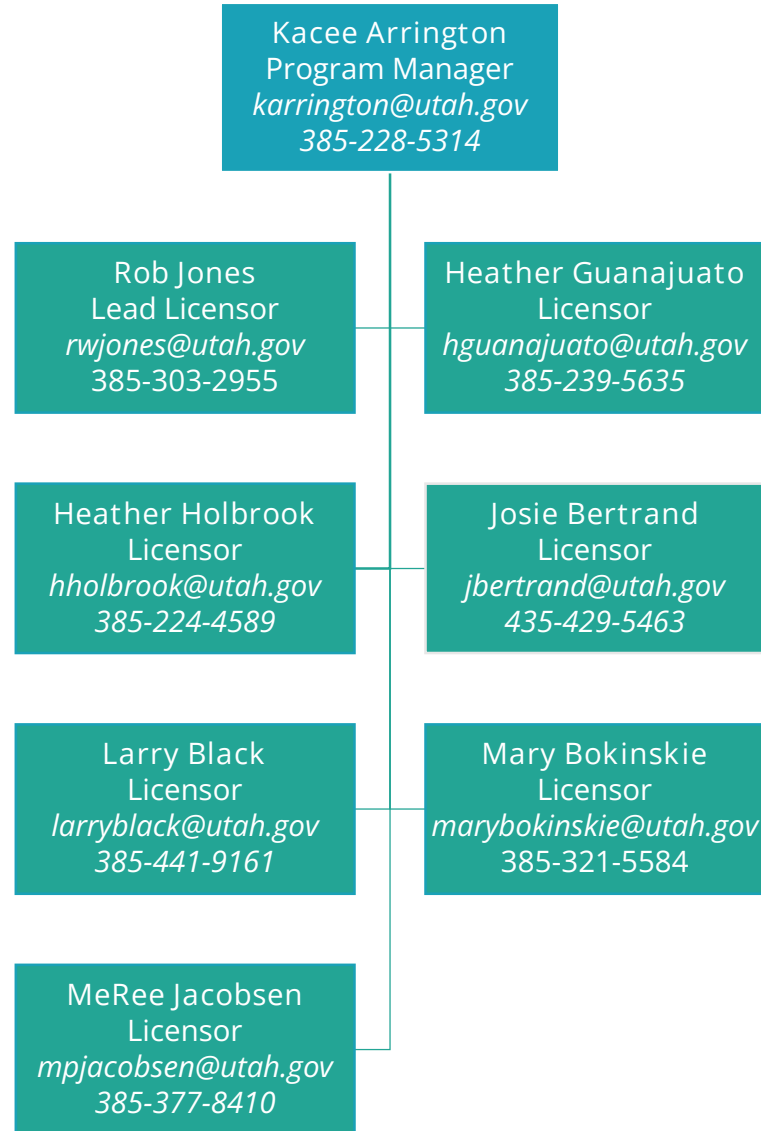 Kacee Arrington
Program Manager
karrington@utah.gov
385-228-5314
Rob Jones
Lead Licensor
rwjones@utah.gov
385-303-2955
Heather Guanajuato
Licensor
hguanajuato@utah.gov
385-239-5635
Heather Holbrook
Licensor
hholbrook@utah.gov
385-224-4589
Josie Bertrand
Licensor
jbertrand@utah.gov
435-429-5463
Larry Black
Licensor
larryblack@utah.gov
385-441-9161
Mary Bokinskie
Licensor
marybokinskie@utah.gov
385-321-5584
MeRee Jacobsen
Licensor
mpjacobsen@utah.gov
385-377-8410